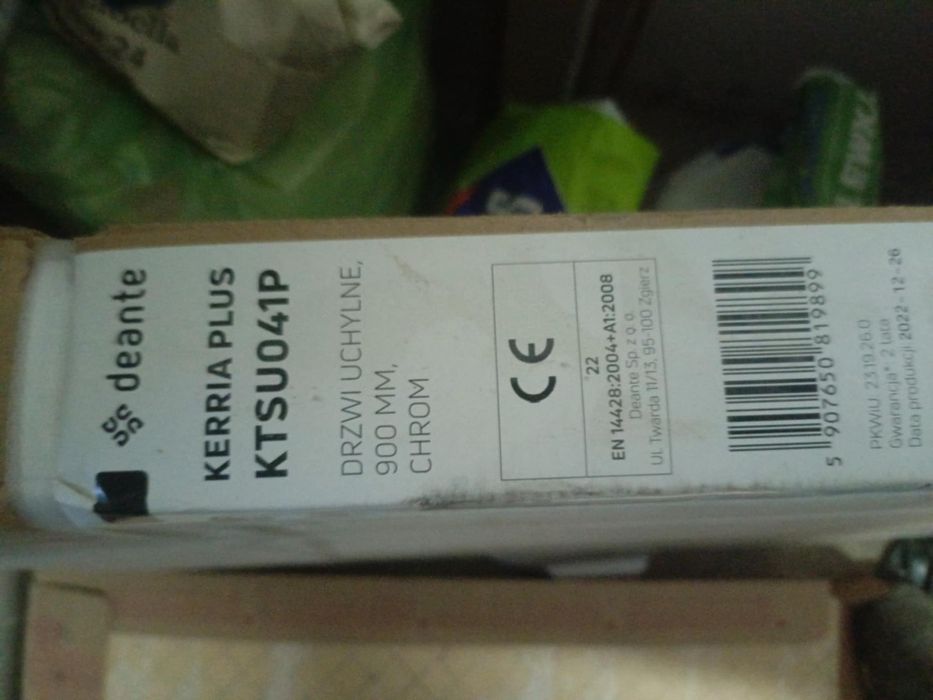 deante
KERRIA PLUS
KTSU041P
DRZWI UCHYLNE,
900 MM,
CHROM
CE
22
EN 14428:2004+A1:2008
Deante Sp. z o. o.
Ul. Twarda 11/13, 95-100 Zgierz
5 907650 819899
PKWiU 23.19.26.0
Gwarancja* 2 lata
Data produkcji 2022-12-26